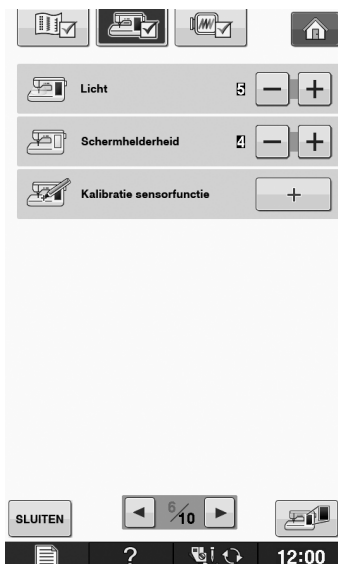 Licht 5
Schermhelderheid 4
Kalibratie sensorfunctie
SLUITEN 6/10
? 12:00